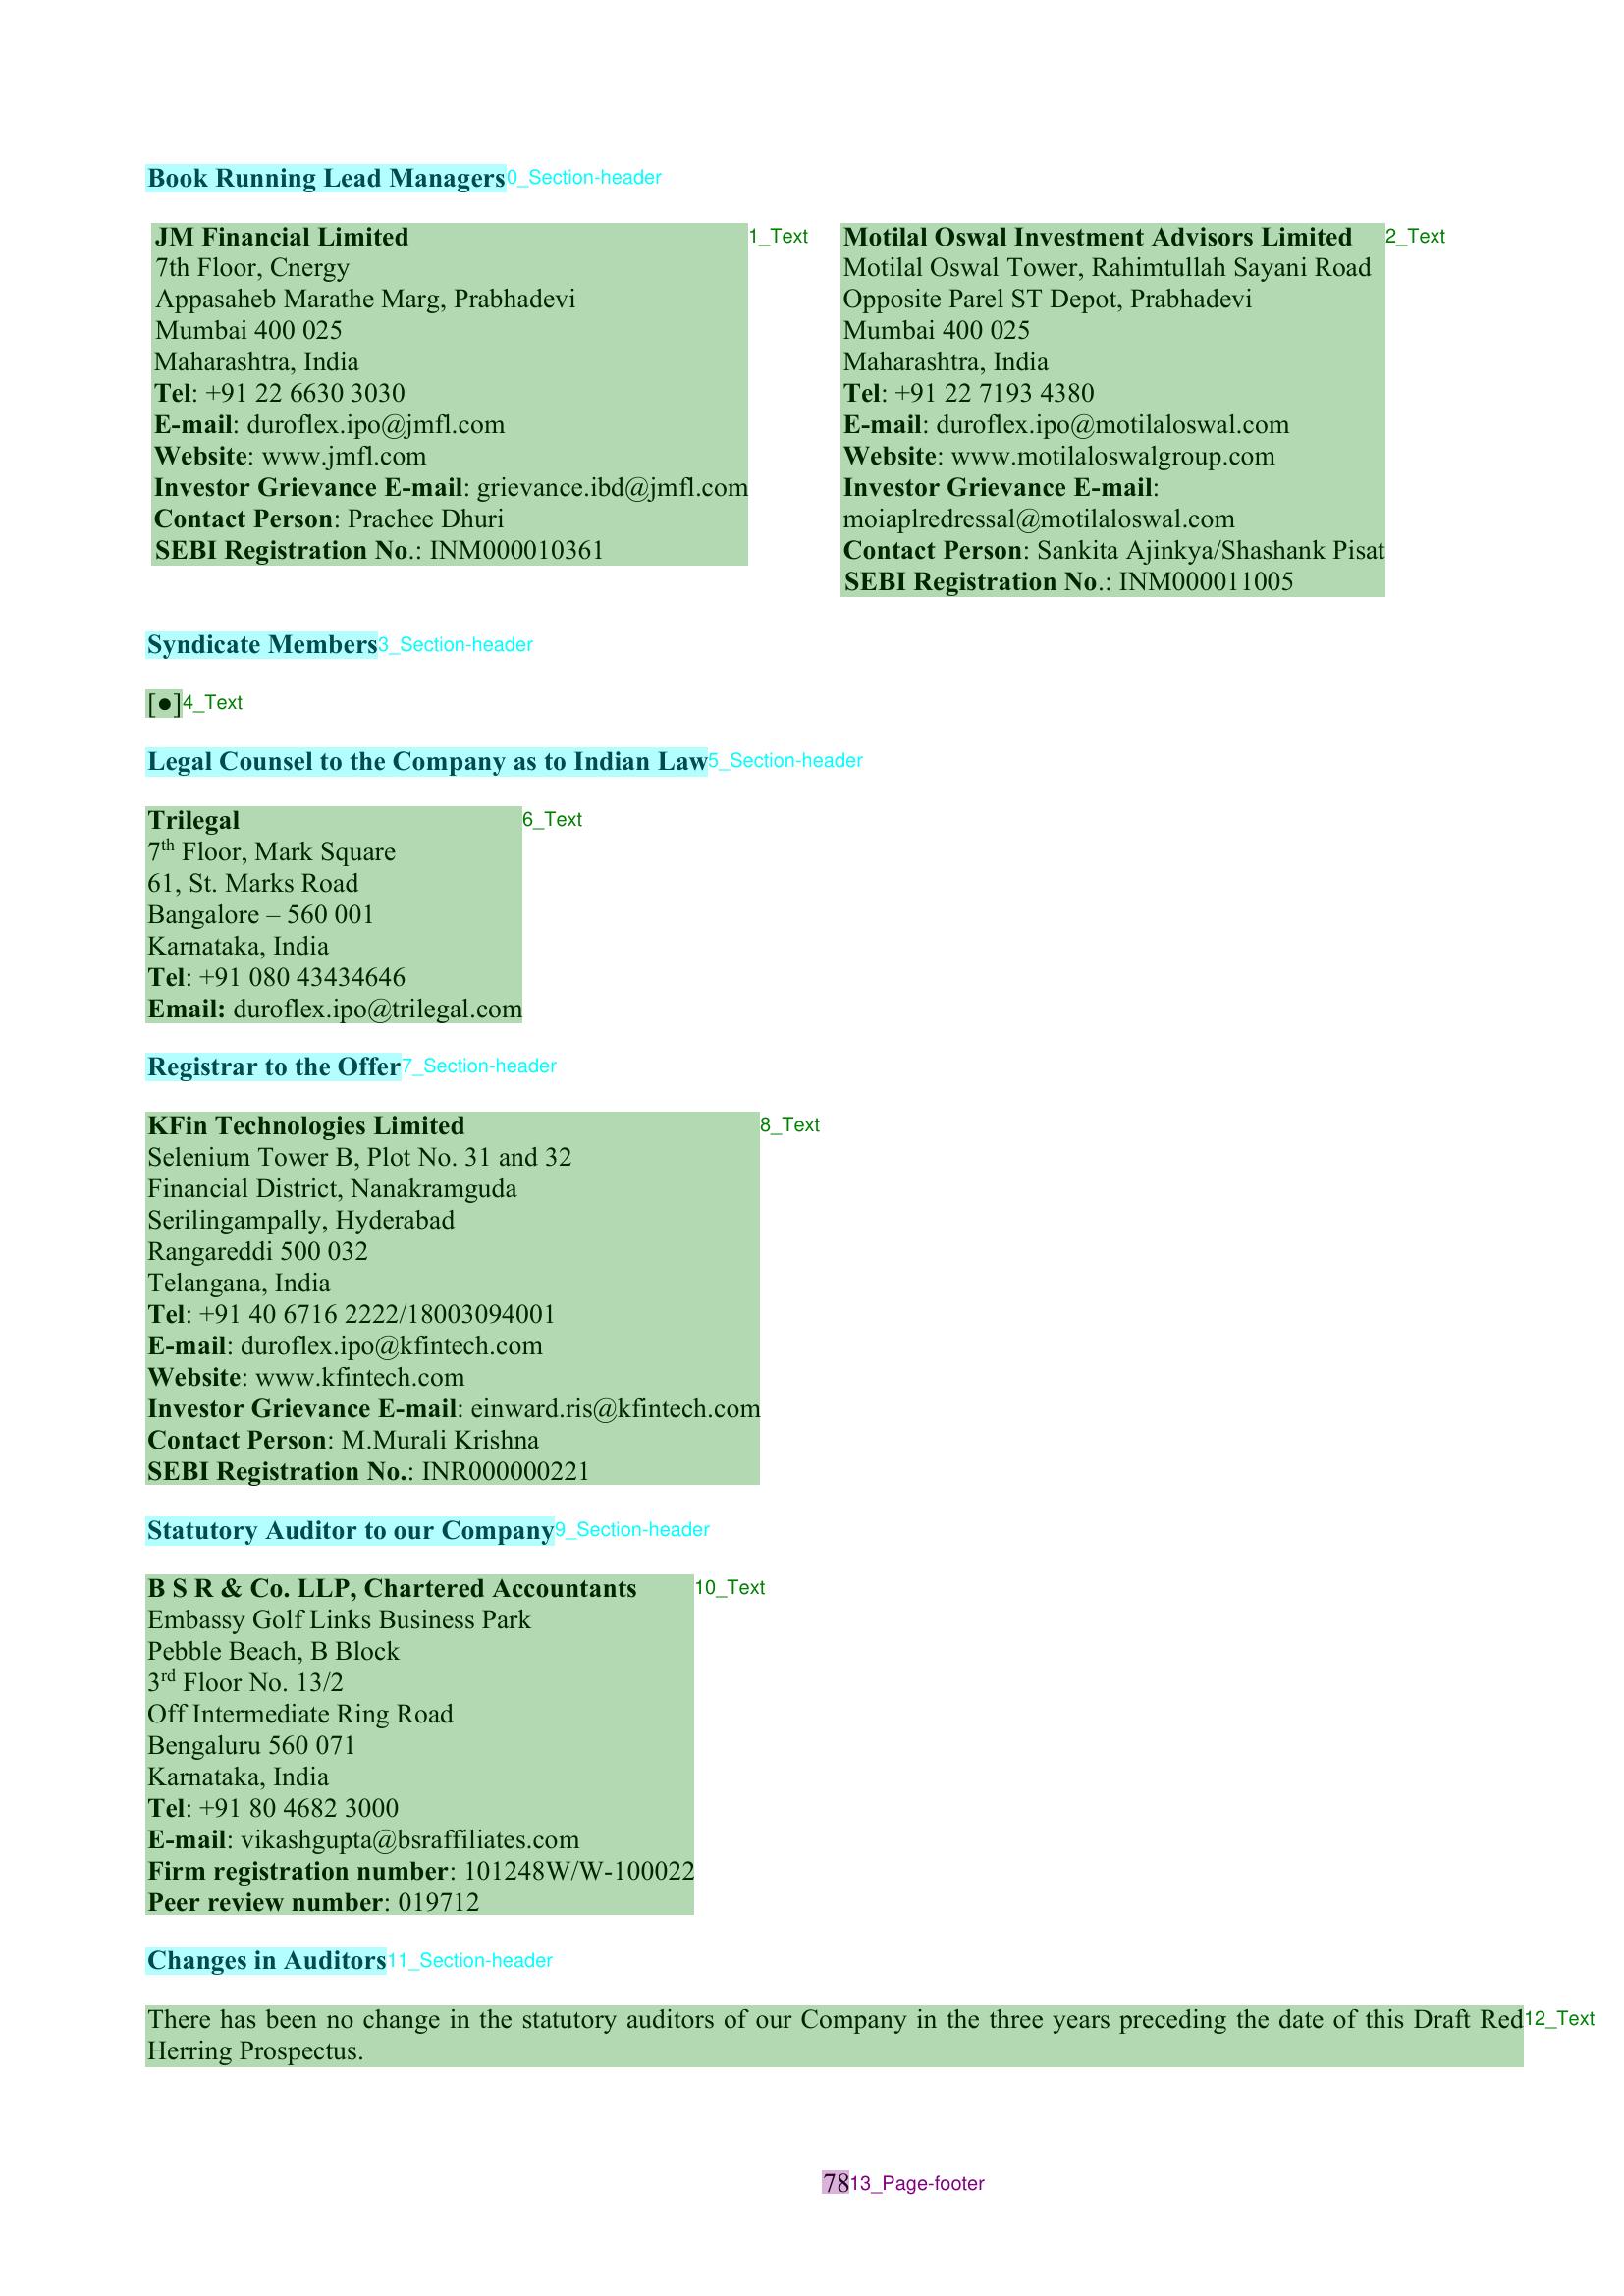 Book Running Lead Managers0_Section-header
JM Financial Limited 1_Text
7th Floor, Cnergy
Appasaheb Marathe Marg, Prabhadevi
Mumbai 400 025
Maharashtra, India
Tel: +91 22 6630 3030
E-mail: duroflex.ipo@jmfl.com
Website: www.jmfl.com
Investor Grievance E-mail: grievance.ibd@jmfl.com
Contact Person: Prachee Dhuri
SEBI Registration No.: INM000010361
Motilal Oswal Investment Advisors Limited 2_Text
Motilal Oswal Tower, Rahimtullah Sayani Road
Opposite Parel ST Depot, Prabhadevi
Mumbai 400 025
Maharashtra, India
Tel: +91 22 7193 4380
E-mail: duroflex.ipo@motilaloswal.com
Website: www.motilaloswalgroup.com
Investor Grievance E-mail:
moiaplredressal@motilaloswal.com
Contact Person: Sankita Ajinkya/Shashank Pisat
SEBI Registration No.: INM000011005
Syndicate Members3_Section-header
[●]4_Text
Legal Counsel to the Company as to Indian Law5_Section-header
Trilegal 6_Text
7th Floor, Mark Square
61, St. Marks Road
Bangalore – 560 001
Karnataka, India
Tel: +91 080 43434646
Email: duroflex.ipo@trilegal.com
Registrar to the Offer7_Section-header
KFin Technologies Limited 8_Text
Selenium Tower B, Plot No. 31 and 32
Financial District, Nanakramguda
Serilingampally, Hyderabad
Rangareddi 500 032
Telangana, India
Tel: +91 40 6716 2222/18003094001
E-mail: duroflex.ipo@kfintech.com
Website: www.kfintech.com
Investor Grievance E-mail: einward.ris@kfintech.com
Contact Person: M.Murali Krishna
SEBI Registration No.: INR000000221
Statutory Auditor to our Company9_Section-header
B S R & Co. LLP, Chartered Accountants 10_Text
Embassy Golf Links Business Park
Pebble Beach, B Block
3rd Floor No. 13/2
Off Intermediate Ring Road
Bengaluru 560 071
Karnataka, India
Tel: +91 80 4682 3000
E-mail: vikashgupta@bsraffiliates.com
Firm registration number: 101248W/W-100022
Peer review number: 019712
Changes in Auditors11_Section-header
There has been no change in the statutory auditors of our Company in the three years preceding the date of this Draft Red12_Text
Herring Prospectus.
7813_Page-footer